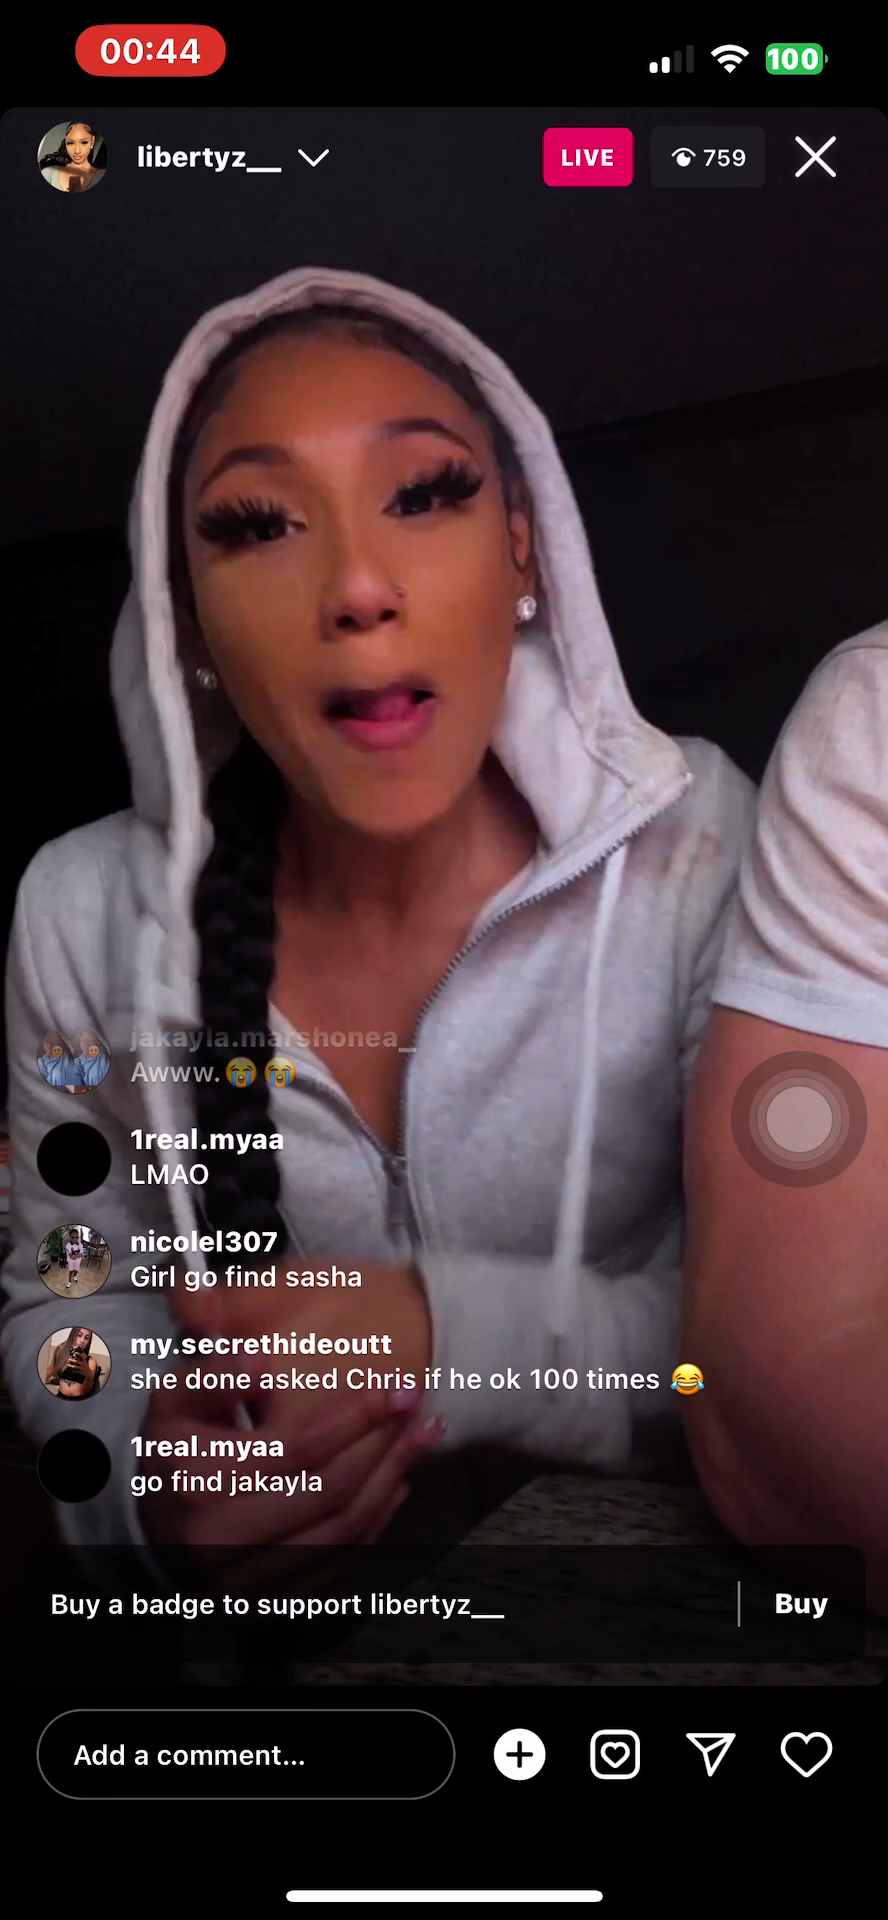 00:44
100
libertyz__
LIVE
759
jakayla.marshonea_
Awww.😭😭
1real.myaa
LMAO
nicolel307
Girl go find sasha
my.secrethideoutt
she done asked Chris if he ok 100 times 😂
1real.myaa
go find jakayla
Buy a badge to support libertyz__
Buy
Add a comment...